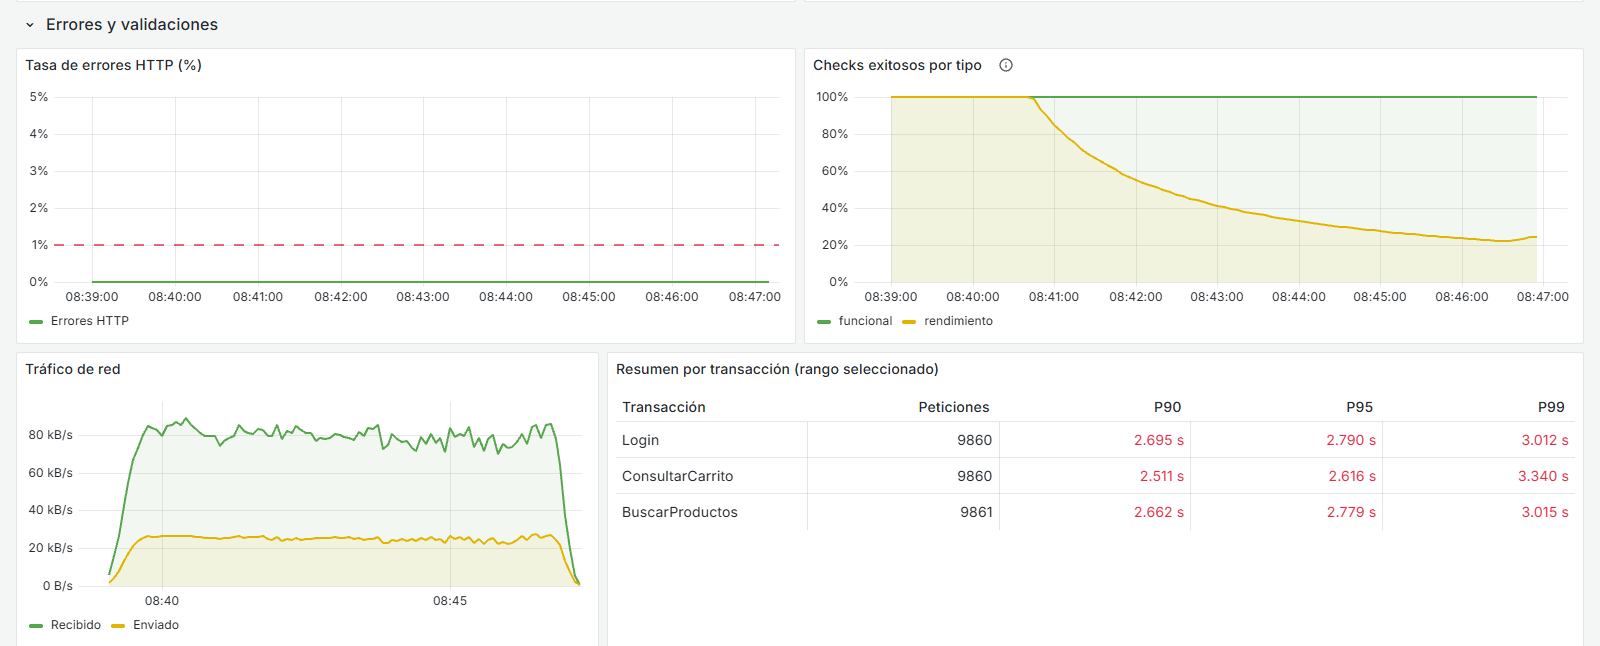 Errores y validaciones
Tasa de errores HTTP (%)
5%
4%
3%
2%
1%
0%
08:39:00 08:40:00 08:41:00 08:42:00 08:43:00 08:44:00 08:45:00 08:46:00 08:47:00
Errores HTTP
Checks exitosos por tipo
100%
80%
60%
40%
20%
0%
08:39:00 08:40:00 08:41:00 08:42:00 08:43:00 08:44:00 08:45:00 08:46:00 08:47:00
funcional rendimiento
Tráfico de red
80 kB/s
60 kB/s
40 kB/s
20 kB/s
0 B/s
08:40 08:45
Recibido Enviado
Resumen por transacción (rango seleccionado)
Transacción Peticiones P90 P95 P99
Login 9860 2.695 s 2.790 s 3.012 s
ConsultarCarrito 9860 2.511 s 2.616 s 3.340 s
BuscarProductos 9861 2.662 s 2.779 s 3.015 s